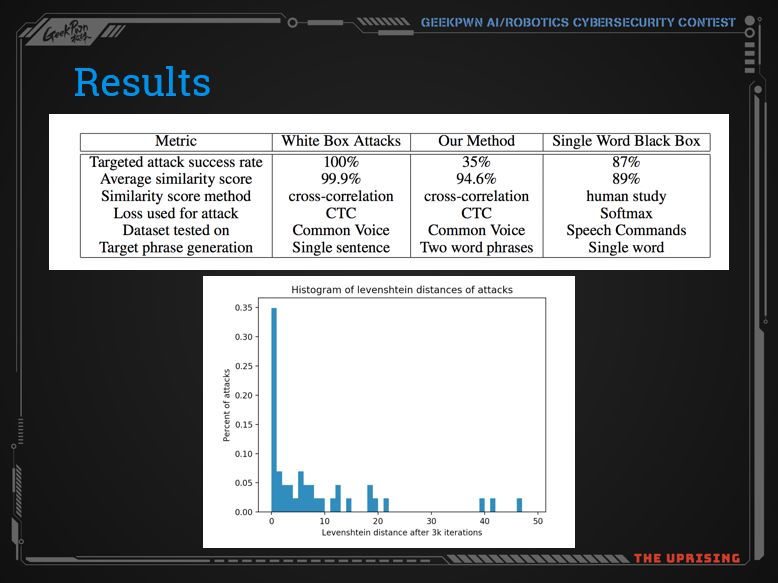 GeekPwn
GEEKPWN AI/ROBOTICS CYBERSECURITY CONTEST
Results
Metric White Box Attacks Our Method Single Word Black Box
Targeted attack success rate 100% 35% 87%
Average similarity score 99.9% 94.6% 89%
Similarity score method cross-correlation cross-correlation human study
Loss used for attack CTC CTC Softmax
Dataset tested on Common Voice Common Voice Speech Commands
Target phrase generation Single sentence Two word phrases Single word
Histogram of levenshtein distances of attacks
Percent of attacks
0.35
0.30
0.25
0.20
0.15
0.10
0.05
0.00
0 10 20 30 40 50
Levenshtein distance after 3k iterations
THE UPRISING